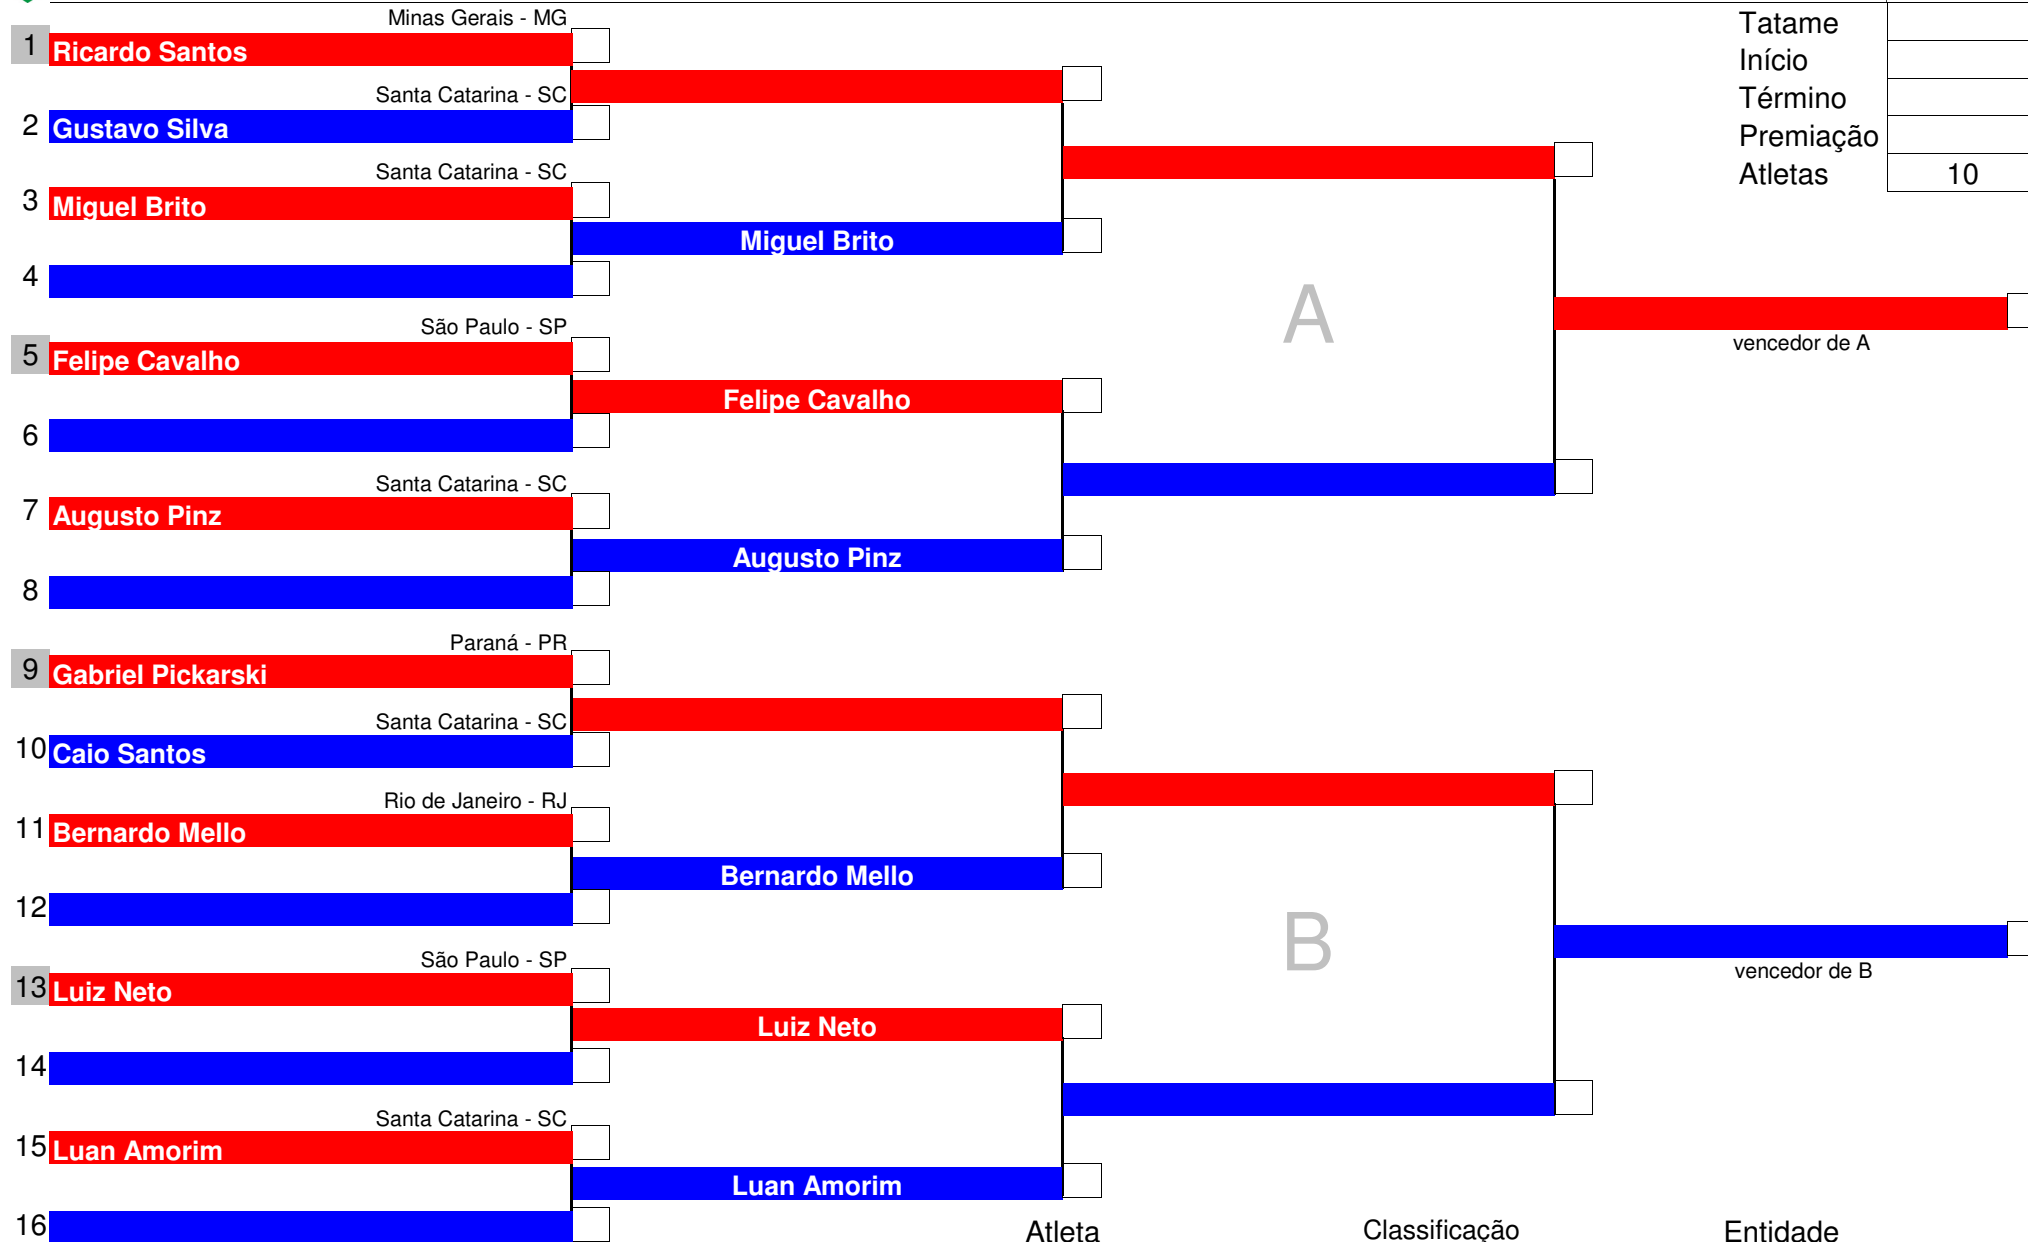 Minas Gerais - MG
1 Ricardo Santos
Santa Catarina - SC
2 Gustavo Silva
Santa Catarina - SC
3 Miguel Brito
Miguel Brito
4
São Paulo - SP
5 Felipe Cavalho
Felipe Cavalho
6
Santa Catarina - SC
7 Augusto Pinz
Augusto Pinz
8
Paraná - PR
9 Gabriel Pickarski
Santa Catarina - SC
10 Caio Santos
Rio de Janeiro - RJ
11 Bernardo Mello
Bernardo Mello
12
São Paulo - SP
13 Luiz Neto
Luiz Neto
14
Santa Catarina - SC
15 Luan Amorim
Luan Amorim
16
A
vencedor de A
B
vencedor de B
Tatame
Início
Término
Premiação
Atletas 10
Atleta Classificação Entidade